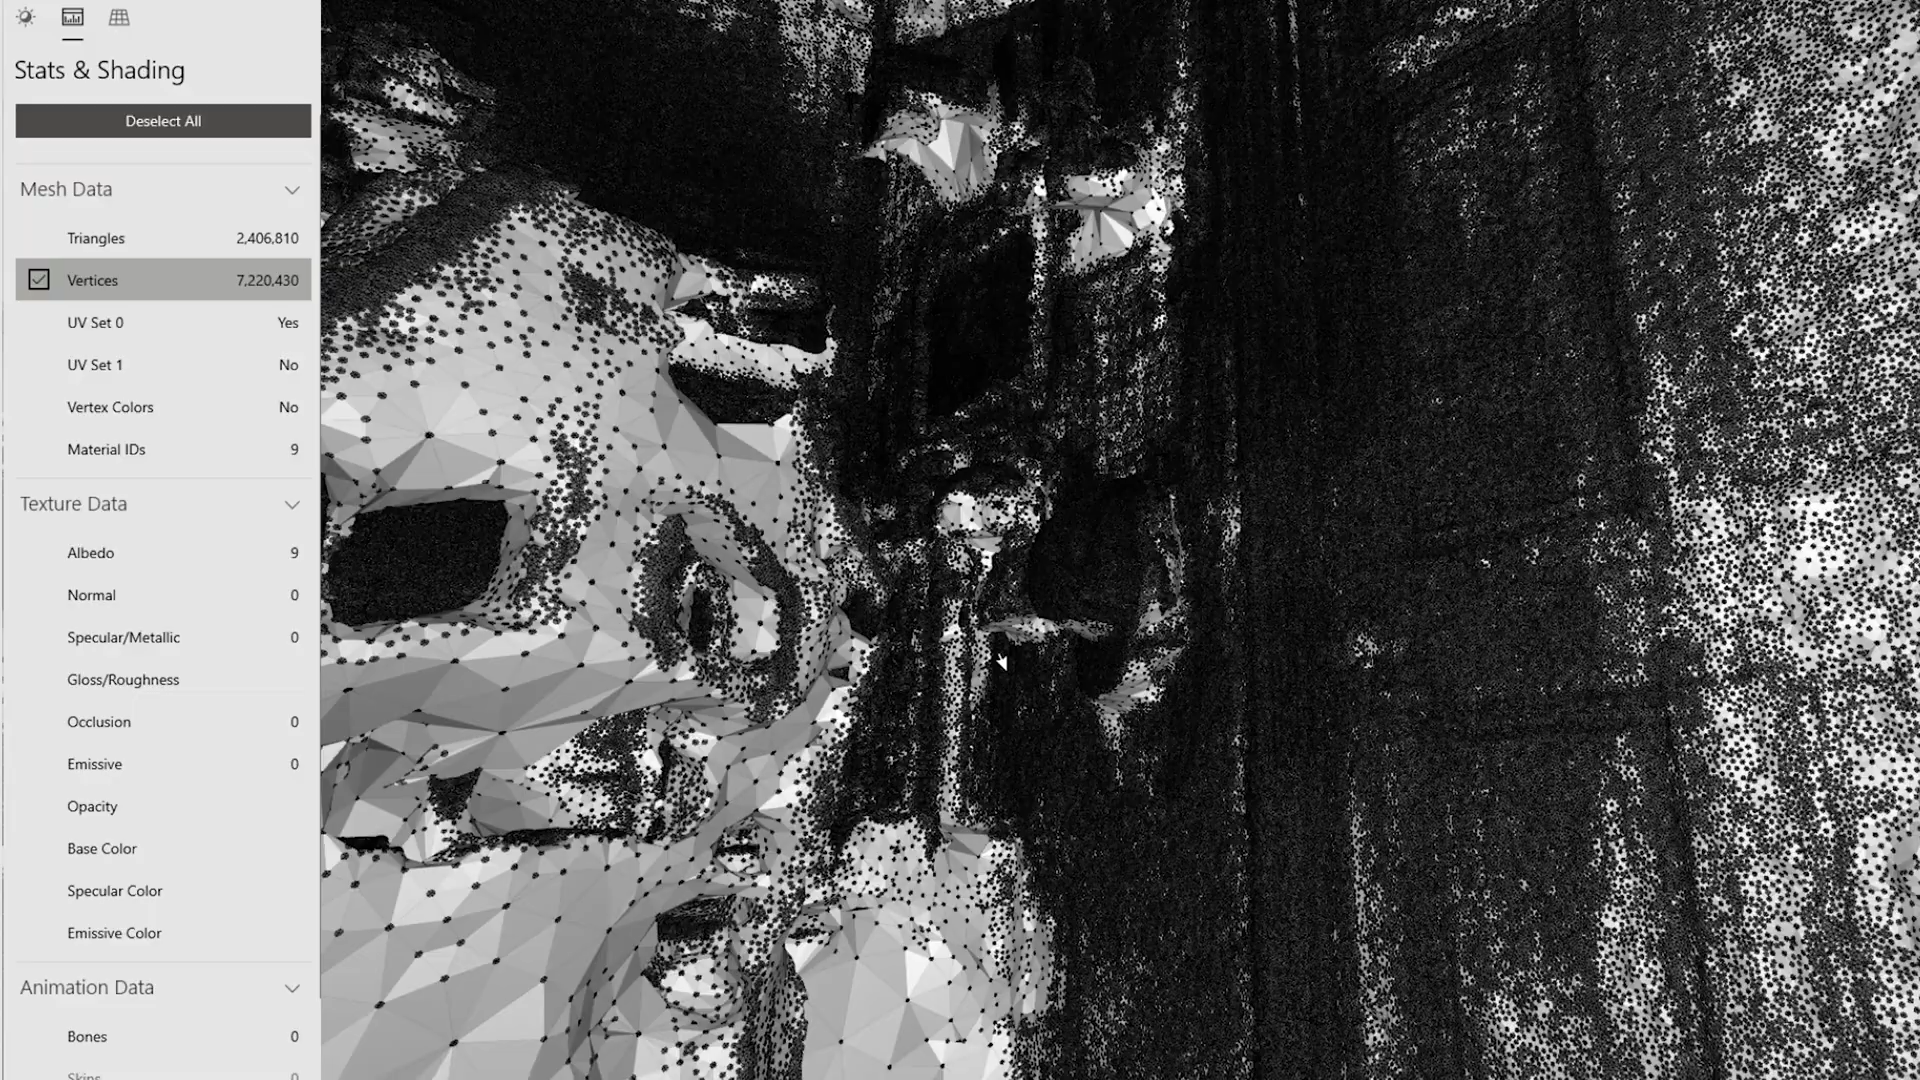 Stats & Shading
Deselect All
Mesh Data
Triangles 2,406,810
Vertices 7,220,430
UV Set 0 Yes
UV Set 1 No
Vertex Colors No
Material IDs 9
Texture Data
Albedo 9
Normal 0
Specular/Metallic 0
Gloss/Roughness
Occlusion 0
Emissive 0
Opacity
Base Color
Specular Color
Emissive Color
Animation Data
Bones 0
Skins 0